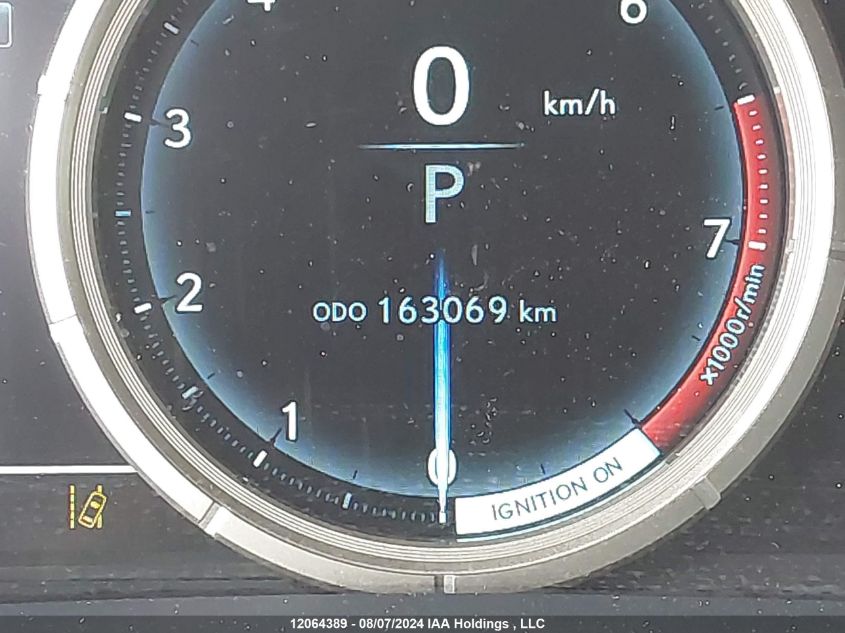 4
6
0
km/h
3
P
7
2
ODO 163069 km
x1000r/min
1
0
IGNITION ON
12064389 - 08/07/2024 IAA Holdings , LLC